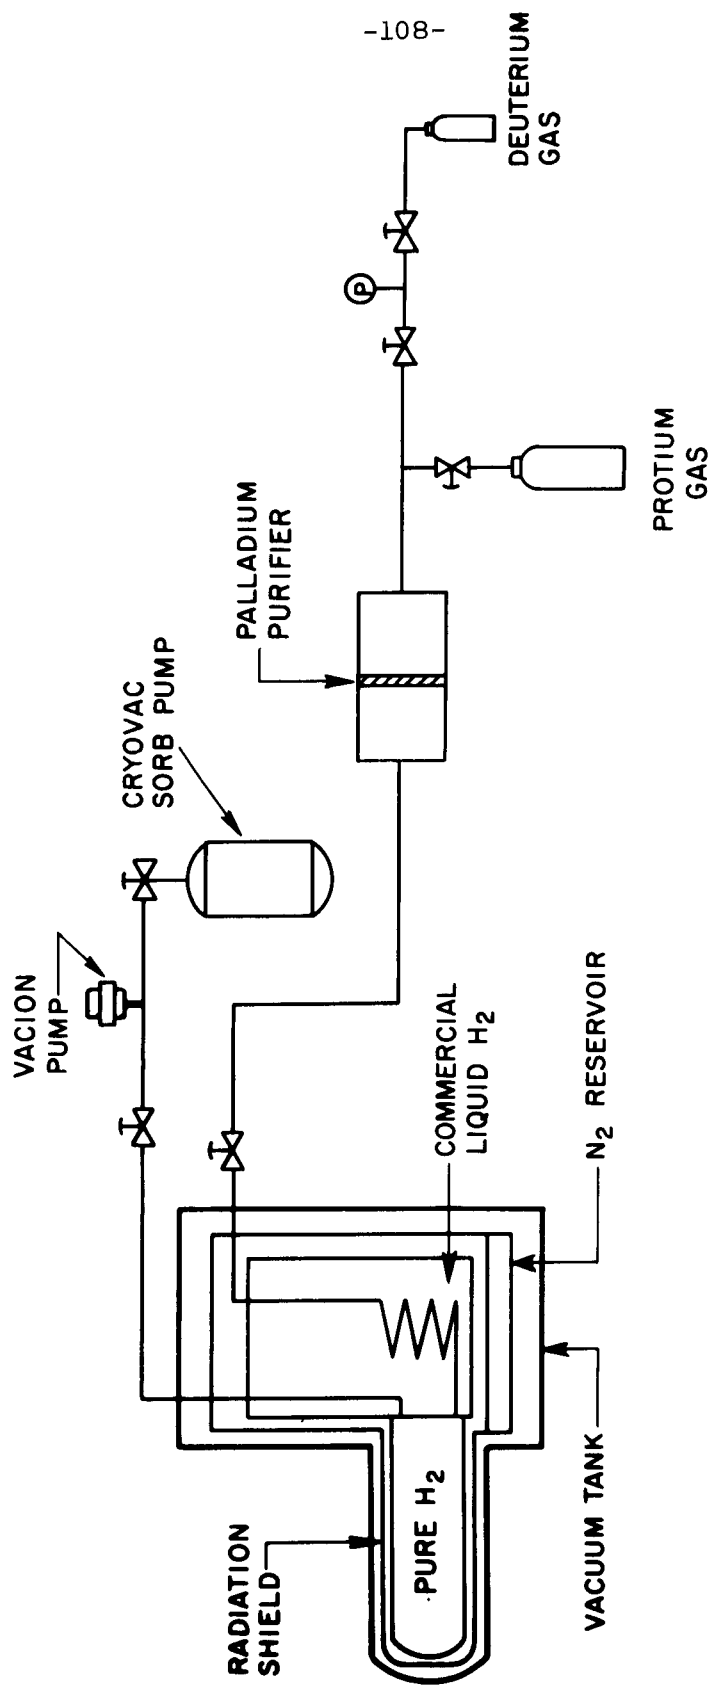 -108-
VACION
PUMP
CRYOVAC
SORB PUMP
PALLADIUM
PURIFIER
P
DEUTERIUM
GAS
PROTIUM
GAS
COMMERCIAL
LIQUID H2
N2 RESERVOIR
VACUUM TANK
RADIATION
SHIELD
PURE H2